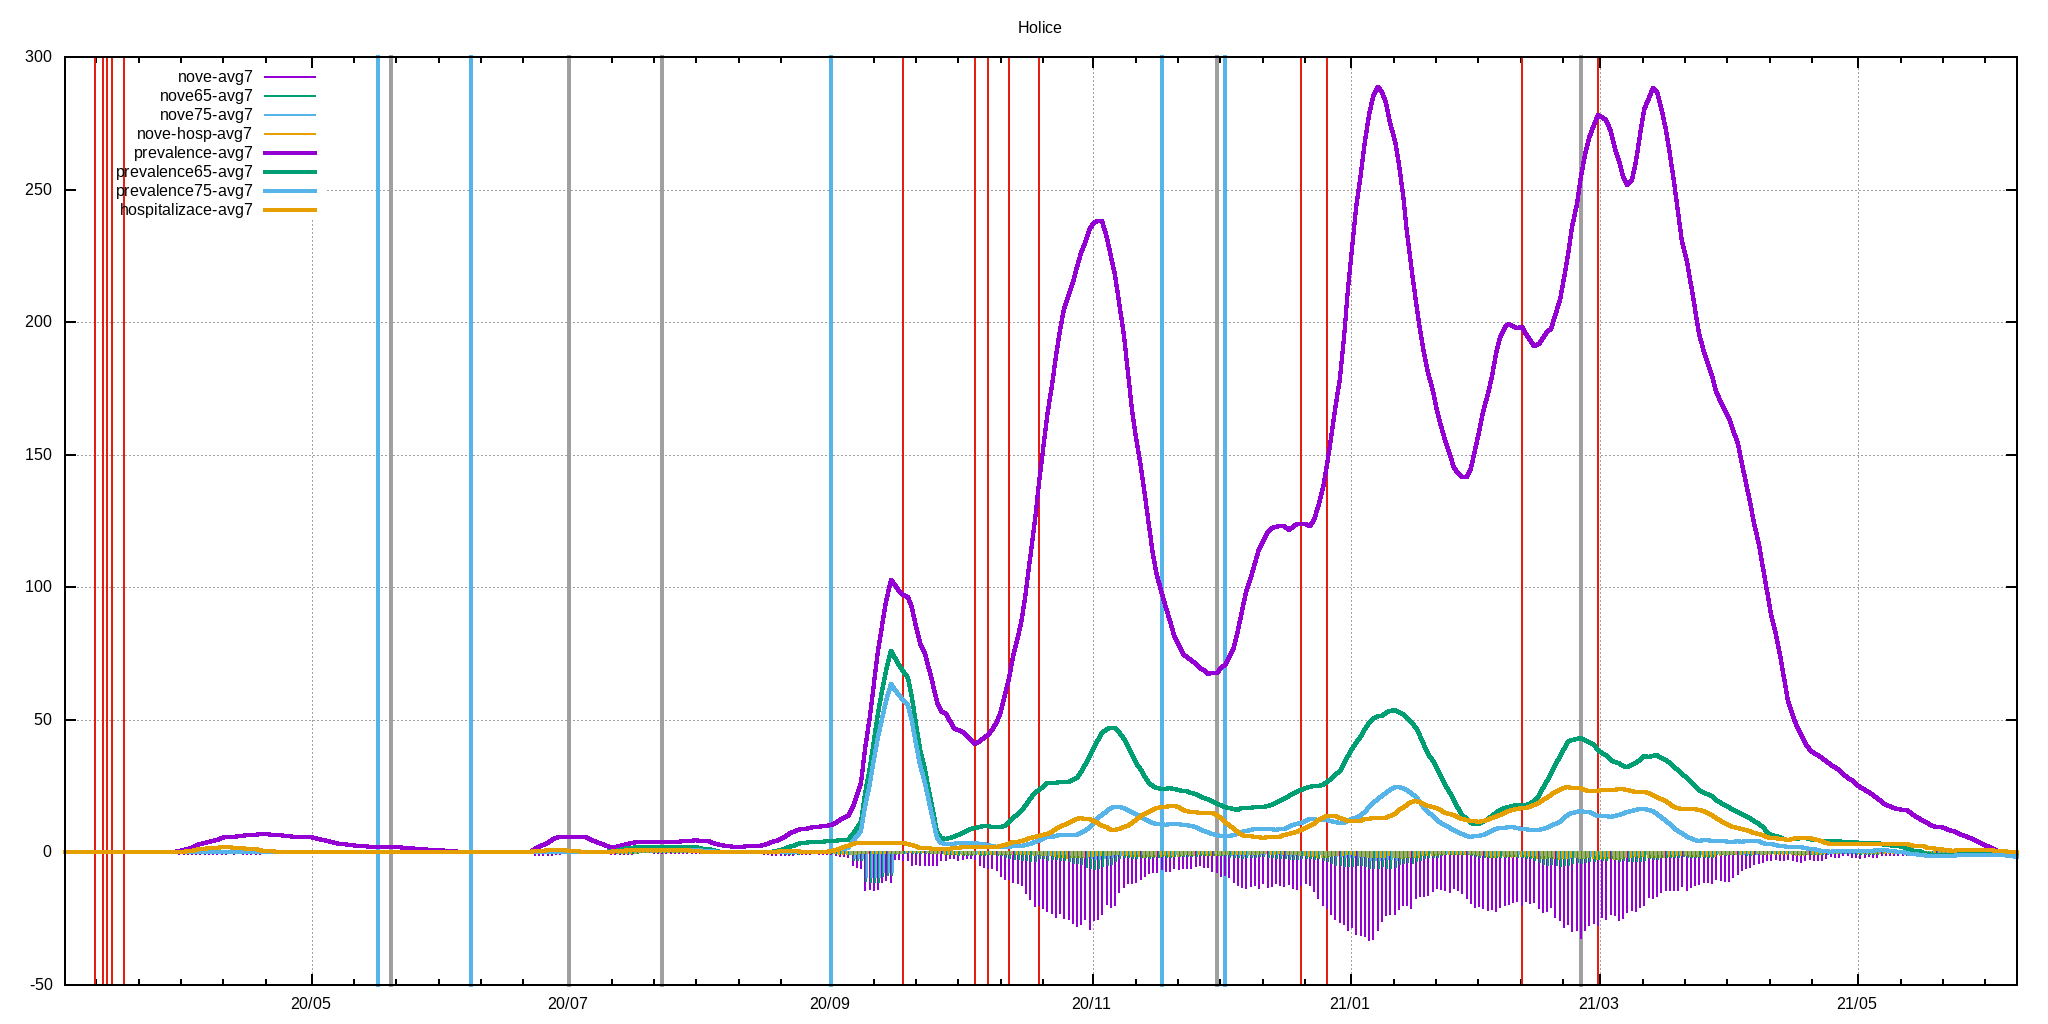 Holice
300
250
200
150
100
50
0
-50
nove-avg7
nove65-avg7
nove75-avg7
nove-hosp-avg7
prevalence-avg7
prevalence65-avg7
prevalence75-avg7
hospitalizace-avg7
20/05
20/07
20/09
20/11
21/01
21/03
21/05